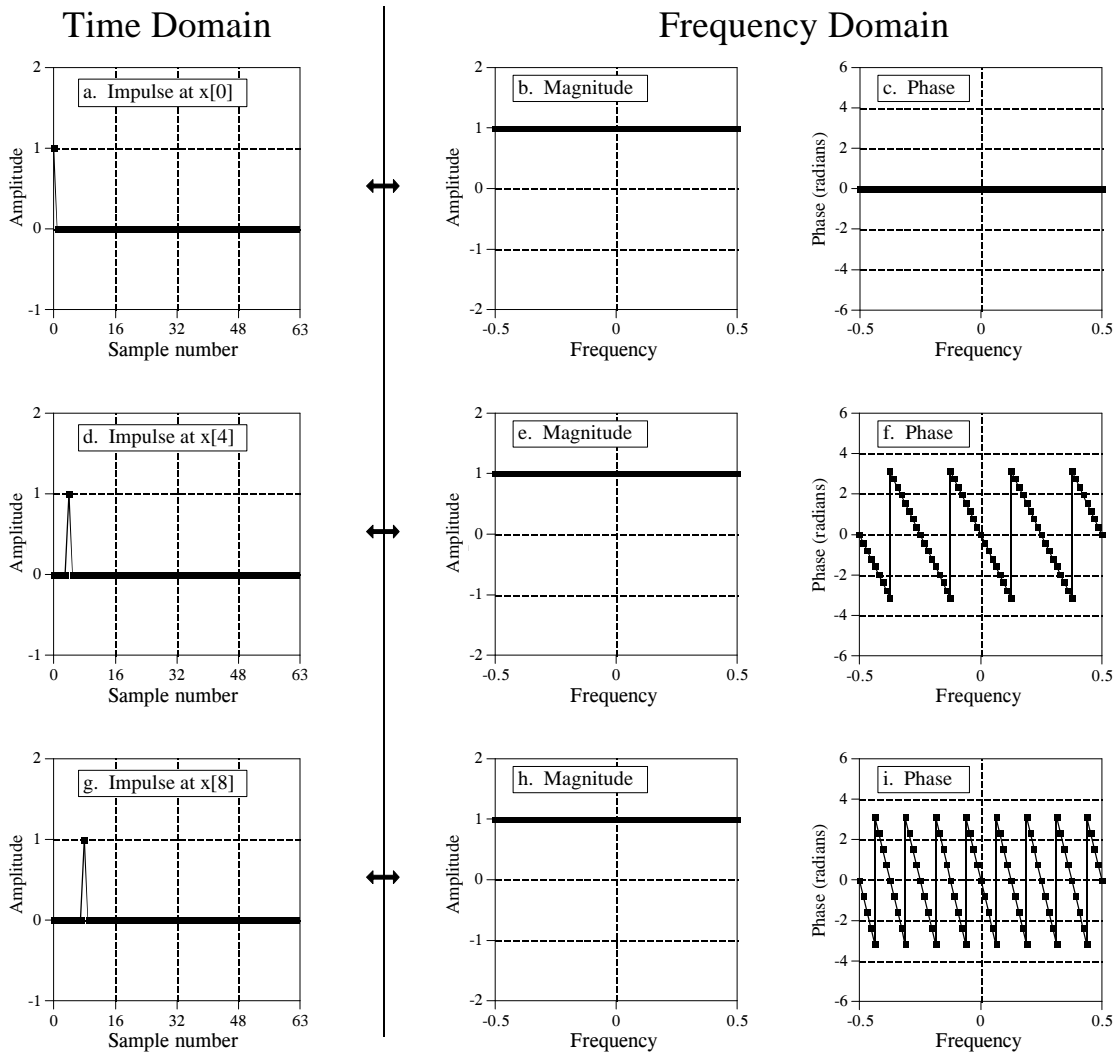 Time Domain
Frequency Domain
a. Impulse at x[0]
2
1
0
-1
Amplitude
0 16 32 48 63
Sample number
b. Magnitude
2
1
0
-1
-2
Amplitude
-0.5 0 0.5
Frequency
c. Phase
6
4
2
0
-2
-4
-6
Phase (radians)
-0.5 0 0.5
Frequency
d. Impulse at x[4]
2
1
0
-1
Amplitude
0 16 32 48 63
Sample number
e. Magnitude
2
1
0
-1
-2
Amplitude
-0.5 0 0.5
Frequency
f. Phase
6
4
2
0
-2
-4
-6
Phase (radians)
-0.5 0 0.5
Frequency
g. Impulse at x[8]
2
1
0
-1
Amplitude
0 16 32 48 63
Sample number
h. Magnitude
2
1
0
-1
-2
Amplitude
-0.5 0 0.5
Frequency
i. Phase
6
4
2
0
-2
-4
-6
Phase (radians)
-0.5 0 0.5
Frequency